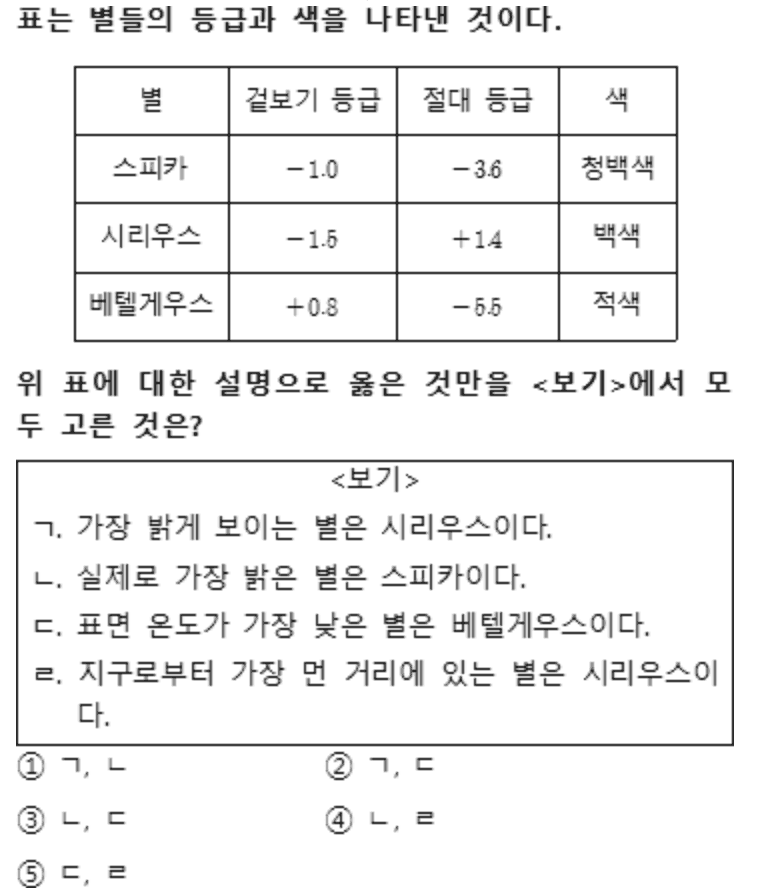 표는 별들의 등급과 색을 나타낸 것이다.
별 겉보기 등급 절대 등급 색
스피카 －1.0 －3.6 청백색
시리우스 －1.5 ＋1.4 백색
베텔게우스 ＋0.8 －5.5 적색
위 표에 대한 설명으로 옳은 것만을 <보기>에서 모
두 고른 것은?
<보기>
ㄱ. 가장 밝게 보이는 별은 시리우스이다.
ㄴ. 실제로 가장 밝은 별은 스피카이다.
ㄷ. 표면 온도가 가장 낮은 별은 베텔게우스이다.
ㄹ. 지구로부터 가장 먼 거리에 있는 별은 시리우스이
다.
① ㄱ, ㄴ ② ㄱ, ㄷ
③ ㄴ, ㄷ ④ ㄴ, ㄹ
⑤ ㄷ, ㄹ